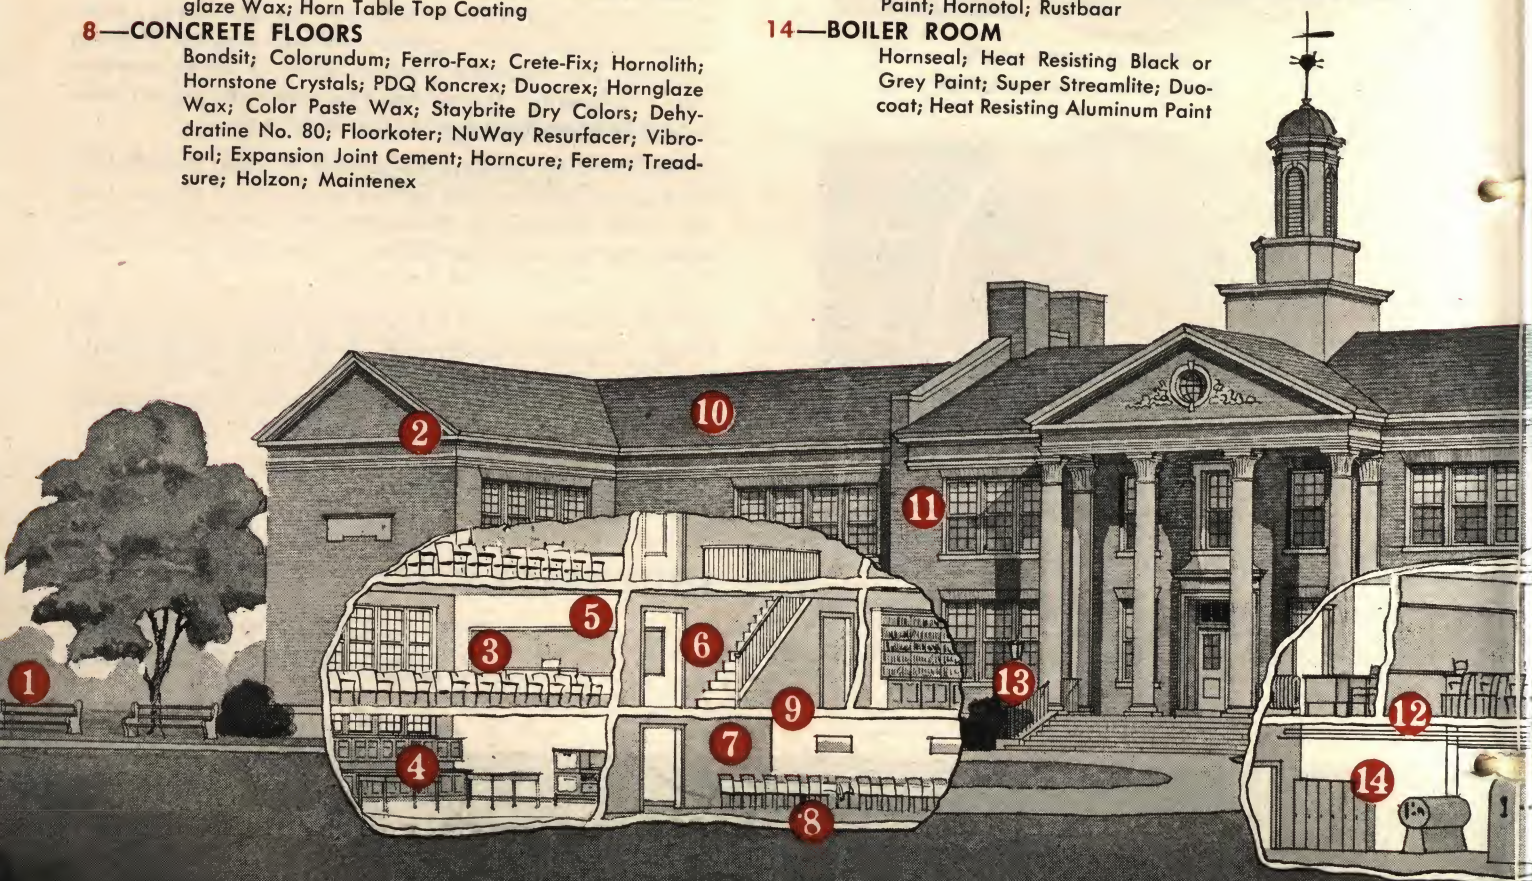 glaze Wax; Horn Table Top Coating
8—CONCRETE FLOORS
Bondsit; Colorundum; Ferro-Fax; Crete-Fix; Hornolith;
Hornstone Crystals; PDQ Koncrex; Duocrex; Hornglaze
Wax; Color Paste Wax; Staybrite Dry Colors; Dehy-
dratine No. 80; Floorkoter; NuWay Resurfacer; Vibro-
Foil; Expansion Joint Cement; Horncure; Ferem; Tread-
sure; Holzon; Maintenex
Paint; Hornotol; Rustbaar
14—BOILER ROOM
Hornseal; Heat Resisting Black or
Grey Paint; Super Streamlite; Duo-
coat; Heat Resisting Aluminum Paint
10
2
11
5
6
3
1
13
9
12
7
4
14
8